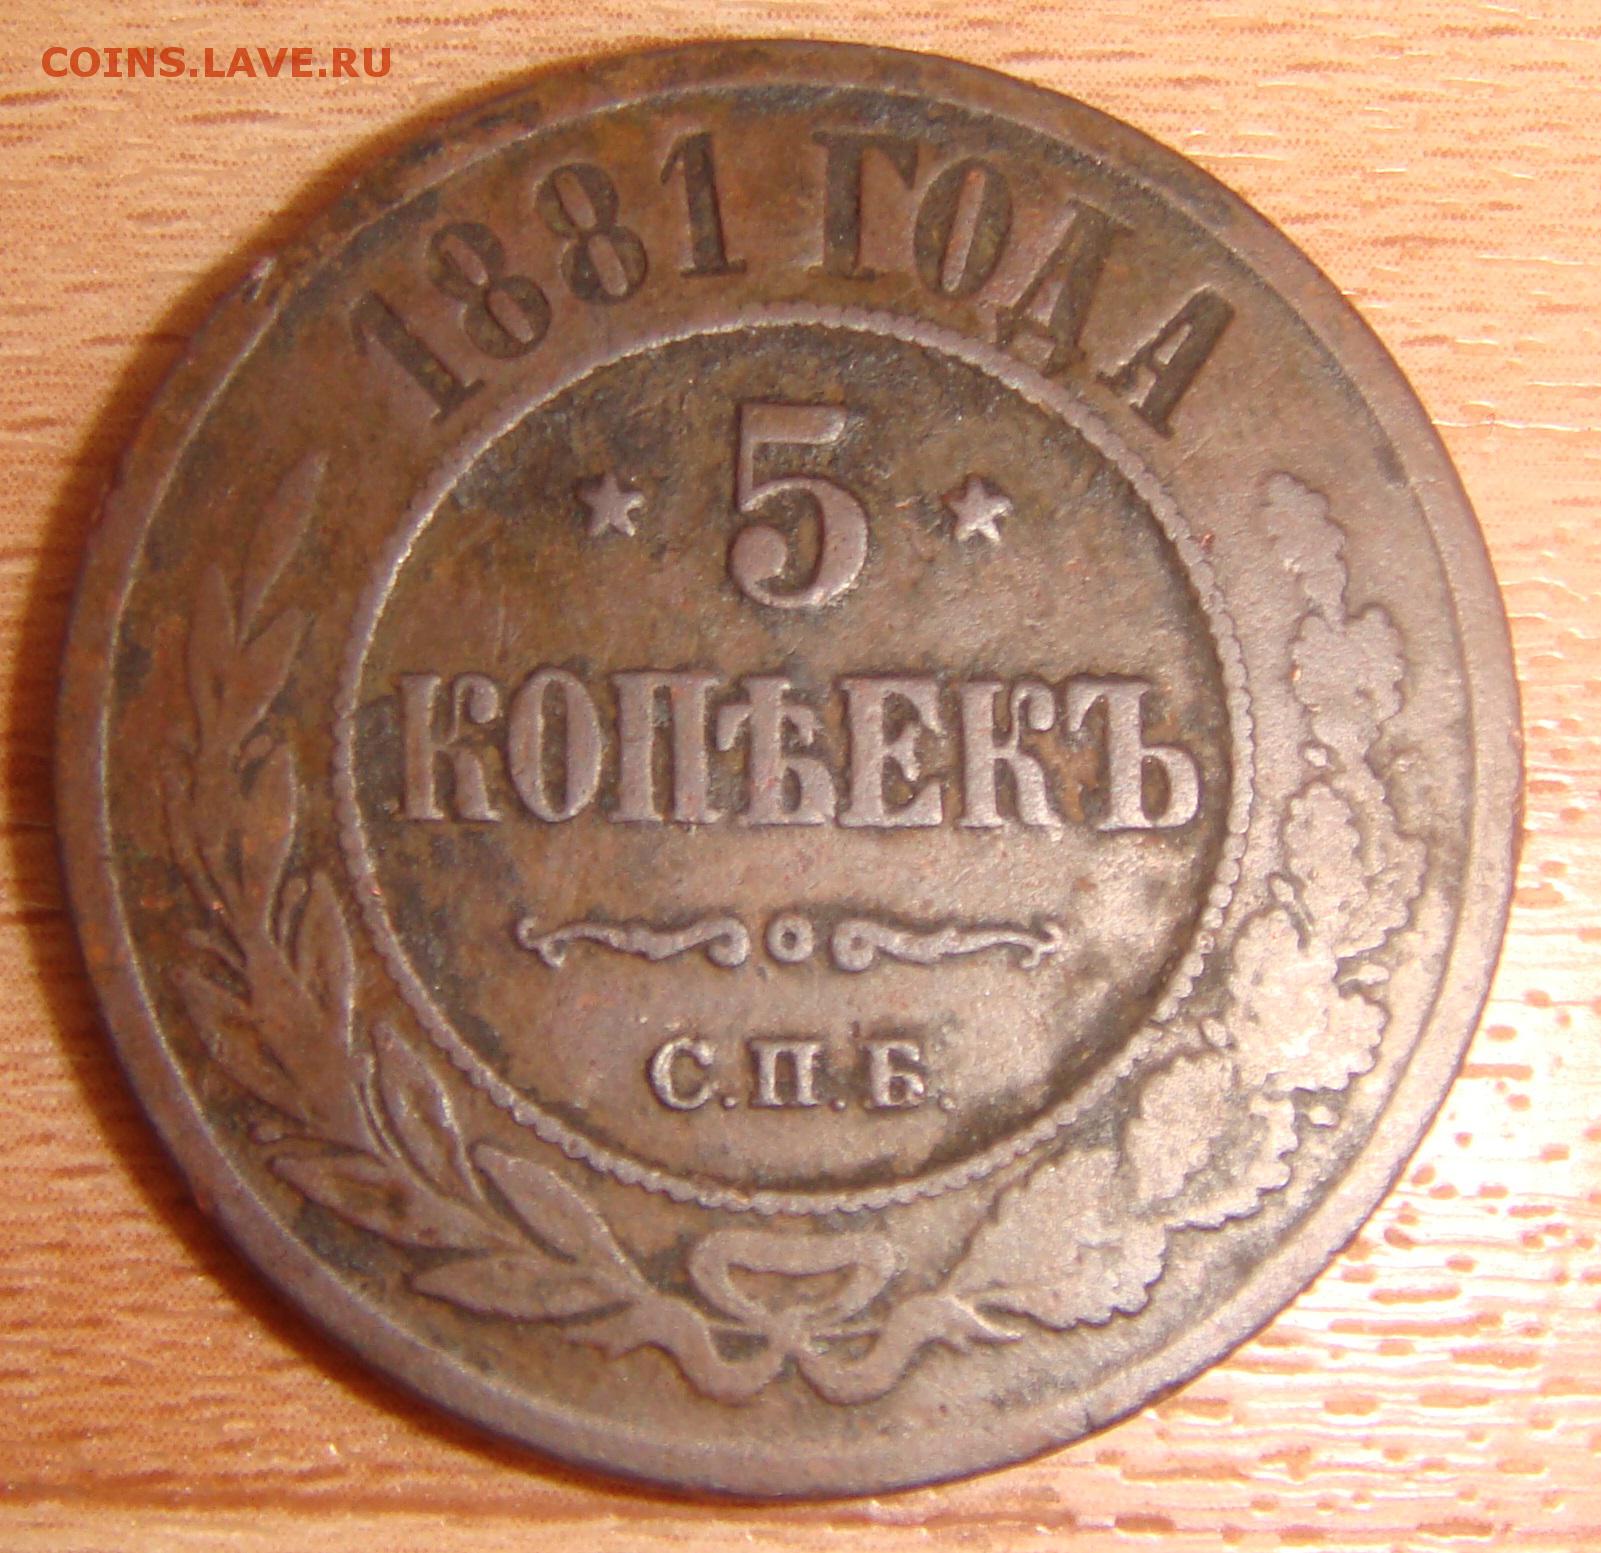 COINS.LAVE.RU
1881 ГОДА
5
КОПѢЕКЪ
С.П.Б.